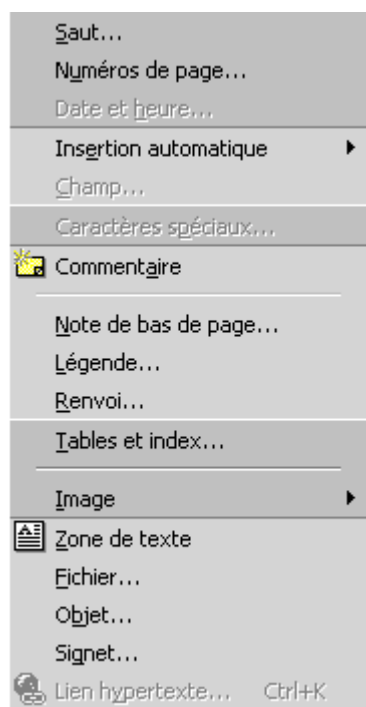 Saut...
Numéros de page...
Date et heure...
Insertion automatique
Champ...
Caractères spéciaux...
Commentaire
Note de bas de page...
Légende...
Renvoi...
Tables et index...
Image
Zone de texte
Fichier...
Objet...
Signet...
Lien hypertexte... Ctrl+K